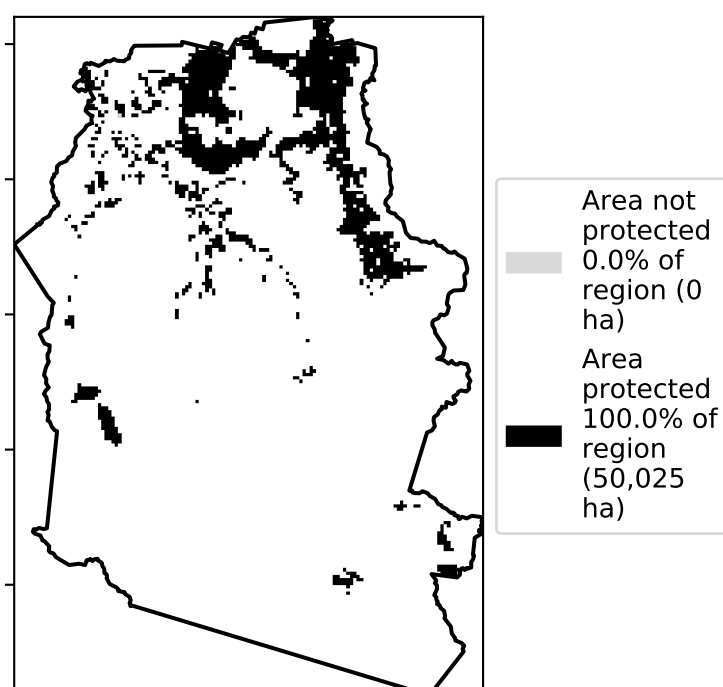 Area not
protected
0.0% of
region (0
ha)
Area
protected
100.0% of
region
(50,025
ha)